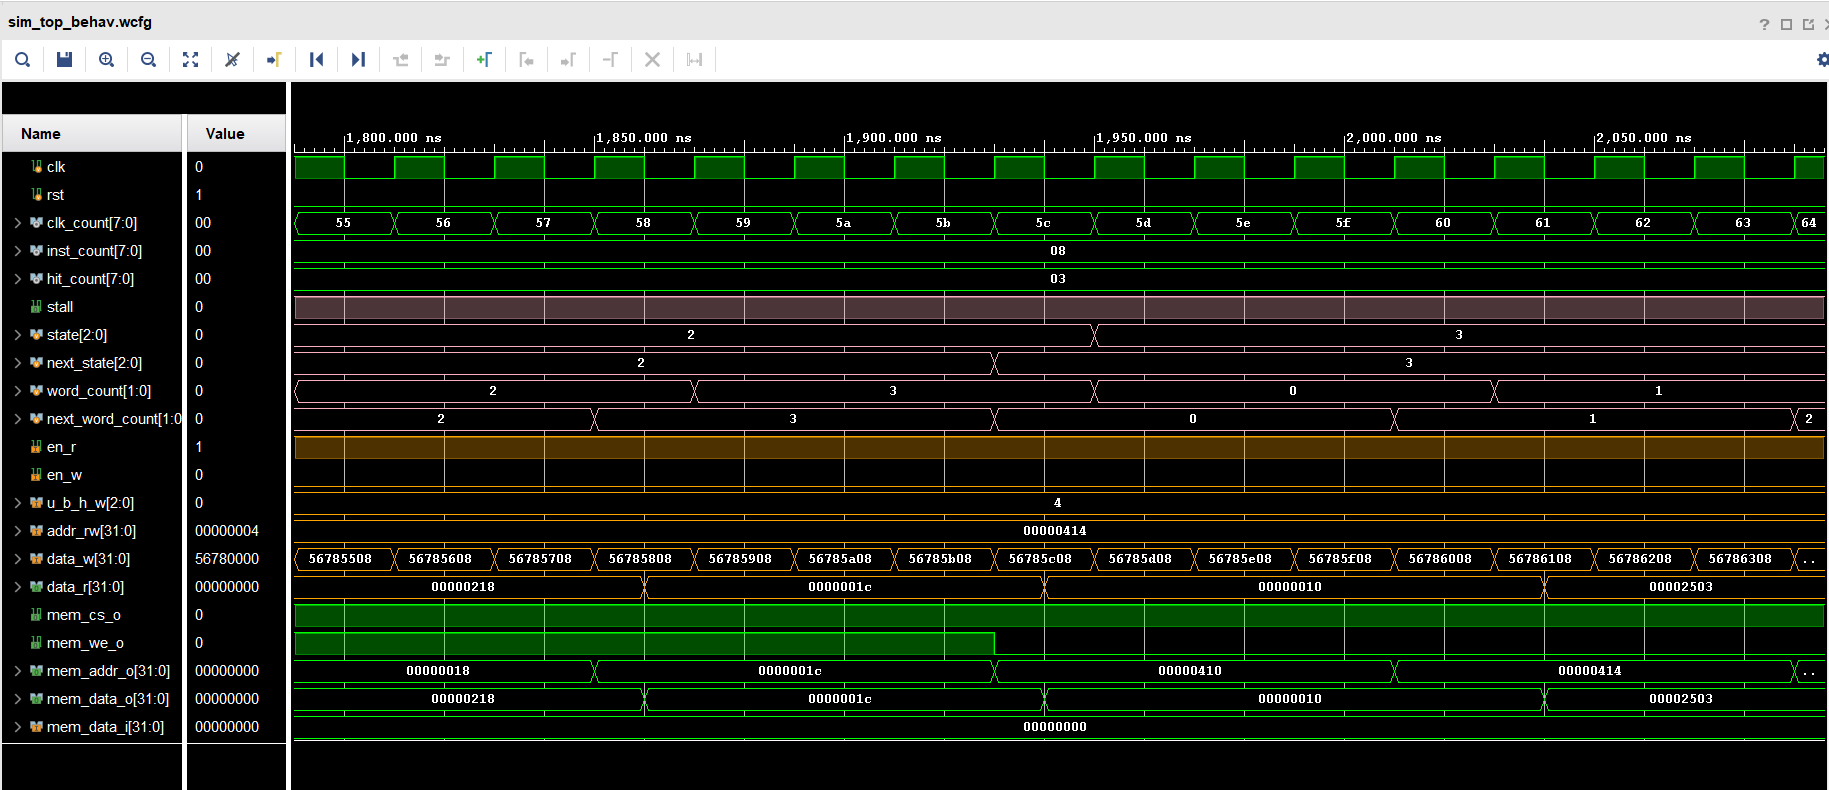 sim_top_behav.wcfg
Name Value
1,800.000 ns 1,850.000 ns 1,900.000 ns 1,950.000 ns 2,000.000 ns 2,050.000 ns
clk 0
rst 1
clk_count[7:0] 00 55 56 57 58 59 5a 5b 5c 5d 5e 5f 60 61 62 63 64
inst_count[7:0] 00 08
hit_count[7:0] 00 03
stall 0
state[2:0] 0 2 3
next_state[2:0] 0 2 3
word_count[1:0] 0 2 3 0 1
next_word_count[1:0 0 2 3 0 1 2
en_r 1
en_w 0
u_b_h_w[2:0] 0 4
addr_rw[31:0] 00000004 00000414
data_w[31:0] 56780000 56785508 56785608 56785708 56785808 56785908 56785a08 56785b08 56785c08 56785d08 56785e08 56785f08 56786008 56786108 56786208 56786308 ..
data_r[31:0] 00000000 00000218 0000001c 00000010 00002503
mem_cs_o 0
mem_we_o 0
mem_addr_o[31:0] 00000000 00000018 0000001c 00000410 00000414 ..
mem_data_o[31:0] 00000000 00000218 0000001c 00000010 00002503
mem_data_i[31:0] 00000000 00000000